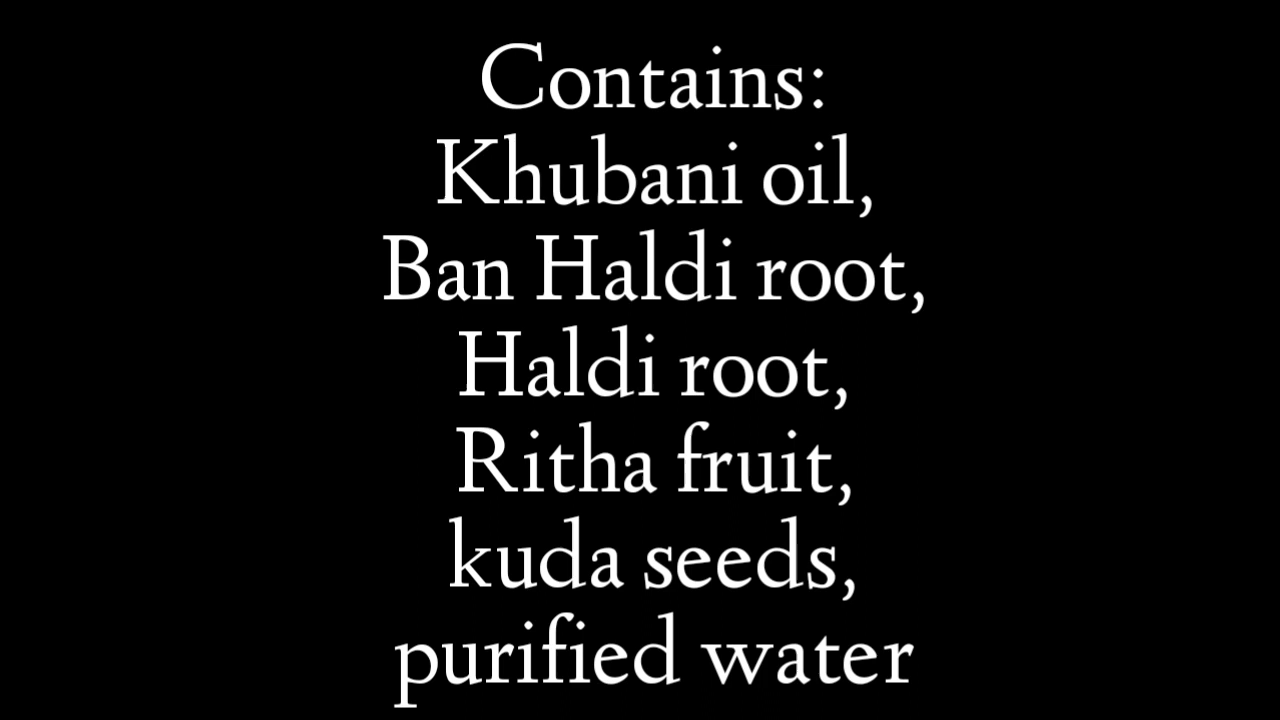 Contains:
Khubani oil,
Ban Haldi root,
Haldi root,
Ritha fruit,
kuda seeds,
purified water